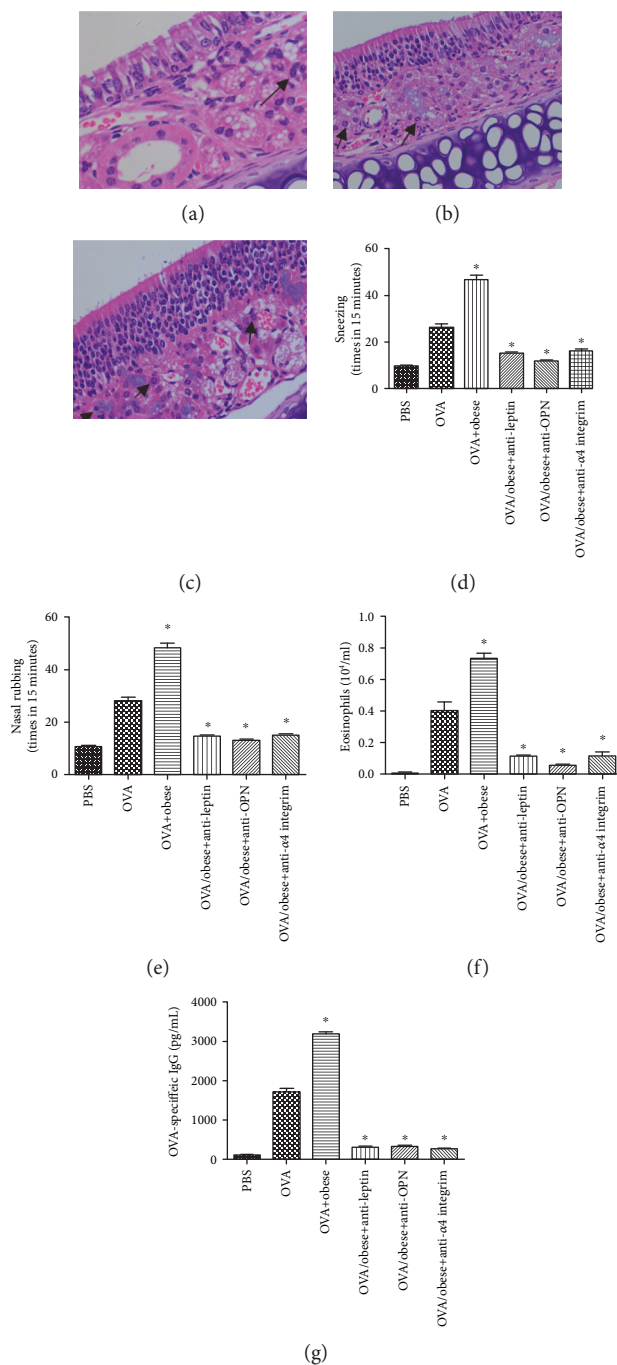 (a)
(b)
(c)
Sneezing
(times in 15 minutes)
60
40
20
0
PBS
OVA
OVA+obese
OVA/obese+anti-leptin
OVA/obese+anti-OPN
OVA/obese+anti-α4 integrim
*
*
*
*
(d)
Nasal rubbing
(times in 15 minutes)
60
40
20
0
PBS
OVA
OVA+obese
OVA/obese+anti-leptin
OVA/obese+anti-OPN
OVA/obese+anti-α4 integrim
*
*
*
*
(e)
Eosinophils (10⁴/ml)
1.0
0.8
0.6
0.4
0.2
0.0
PBS
OVA
OVA+obese
OVA/obese+anti-leptin
OVA/obese+anti-OPN
OVA/obese+anti-α4 integrim
*
*
*
*
(f)
OVA-speciffeic IgG (pg/mL)
4000
3000
2000
1000
0
PBS
OVA
OVA+obese
OVA/obese+anti-leptin
OVA/obese+anti-OPN
OVA/obese+anti-α4 integrim
*
*
*
*
(g)